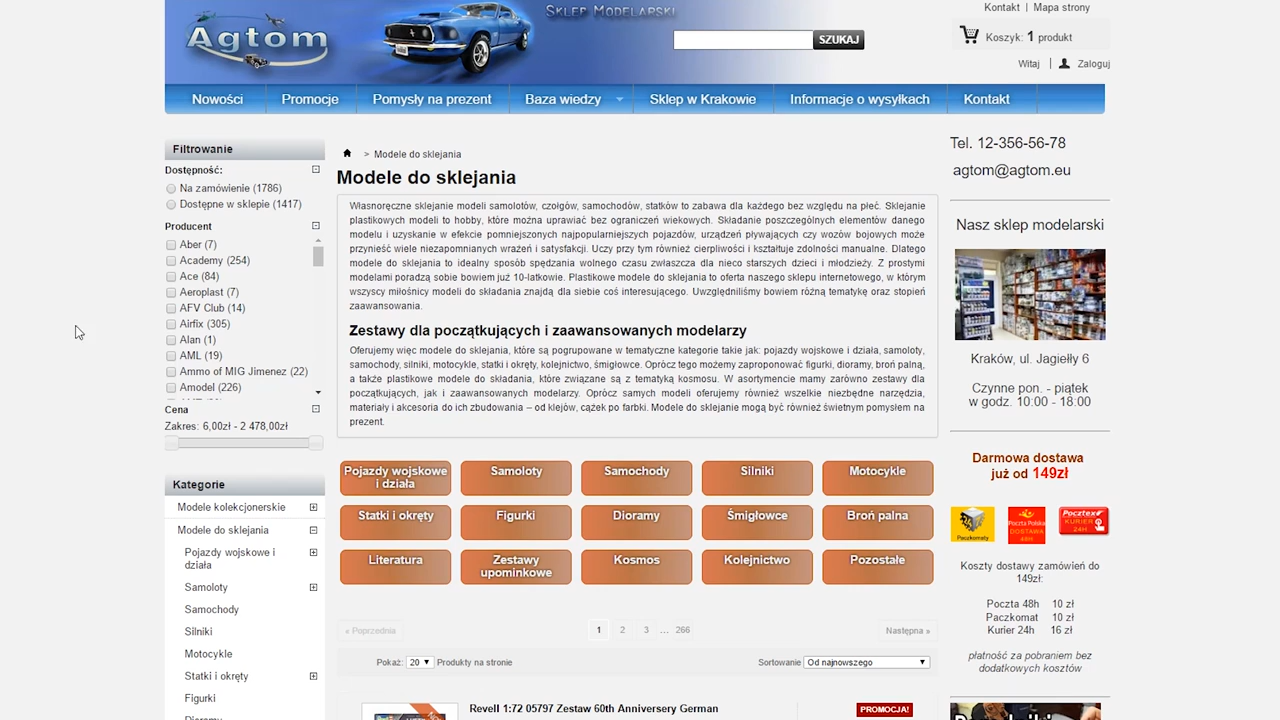 Kontakt | Mapa strony
Agtom
Sklep Modelarski
SZUKAJ
Koszyk: 1 produkt
Witaj | Zaloguj
Nowości
Promocje
Pomysły na prezent
Baza wiedzy
Sklep w Krakowie
Informacje o wysyłkach
Kontakt
Filtrowanie
Dostępność:
Na zamówienie (1786)
Dostępne w sklepie (1417)
Producent
Aber (7)
Academy (254)
Ace (84)
Aeroplast (7)
AFV Club (14)
Airfix (305)
Alan (1)
AML (19)
Ammo of MIG Jimenez (22)
Amodel (226)
Cena
Zakres: 6,00zł - 2 478,00zł
Kategorie
Modele kolekcjonerskie
Modele do sklejania
Pojazdy wojskowe i
działa
Samoloty
Samochody
Silniki
Motocykle
Statki i okręty
Figurki
Dioramy
> Modele do sklejania
Modele do sklejania
Własnoręczne sklejanie modeli samolotów, czołgów, samochodów, statków to zabawa dla każdego bez względu na płeć. Sklejanie
plastikowych modeli to hobby, które można uprawiać bez ograniczeń wiekowych. Składanie poszczególnych elementów danego
modelu i uzyskanie w efekcie pomniejszonych najpopularniejszych pojazdów, urządzeń pływających czy wozów bojowych może
przynieść wiele niezapomnianych wrażeń i satysfakcji. Uczy przy tym również cierpliwości i kształtuje zdolności manualne. Dlatego
modele do sklejania to idealny sposób spędzania wolnego czasu zwłaszcza dla nieco starszych dzieci i młodzieży. Z prostymi
modelami poradzą sobie bowiem już 10-latkowie. Plastikowe modele do sklejania to oferta naszego sklepu internetowego, w którym
wszyscy miłośnicy modeli do składania znajdą dla siebie coś interesującego. Uwzględniliśmy bowiem różną tematykę oraz stopień
zaawansowania.
Zestawy dla początkujących i zaawansowanych modelarzy
Oferujemy więc modele do sklejania, które są pogrupowane w tematyczne kategorie takie jak: pojazdy wojskowe i działa, samoloty,
samochody, silniki, motocykle, statki i okręty, kolejnictwo, śmigłowce. Oprócz tego możemy zaproponować figurki, dioramy, broń palną,
a także plastikowe modele do składania, które związane są z tematyką kosmosu. W asortymencie mamy zarówno zestawy dla
początkujących, jak i zaawansowanych modelarzy. Oprócz samych modeli oferujemy również wszelkie niezbędne narzędzia,
materiały i akcesoria do ich zbudowania – od klejów, cążek po farbki. Modele do sklejanie mogą być również świetnym pomysłem na
prezent.
Pojazdy wojskowe
i działa
Samoloty
Samochody
Silniki
Motocykle
Statki i okręty
Figurki
Dioramy
Śmigłowce
Broń palna
Literatura
Zestawy
upominkowe
Kosmos
Kolejnictwo
Pozostałe
« Poprzednia
1 2 3 ... 266
Następna »
Pokaż: 20 Produkty na stronie
Sortowanie Od najnowszego
Revell 1:72 05797 Zestaw 60th Anniversery German
PROMOCJA!
Tel. 12-356-56-78
agtom@agtom.eu
Nasz sklep modelarski
Kraków, ul. Jagiełły 6
Czynne pon. - piątek
w godz. 10:00 - 18:00
Darmowa dostawa
już od 149zł
Paczkomaty
Poczta Polska
DOSTAWA
48H
Pocztex
KURIER
24H
Koszty dostawy zamówień do
149zł:
Poczta 48h 10 zł
Paczkomat 10 zł
Kurier 24h 16 zł
płatność za pobraniem bez
dodatkowych kosztów